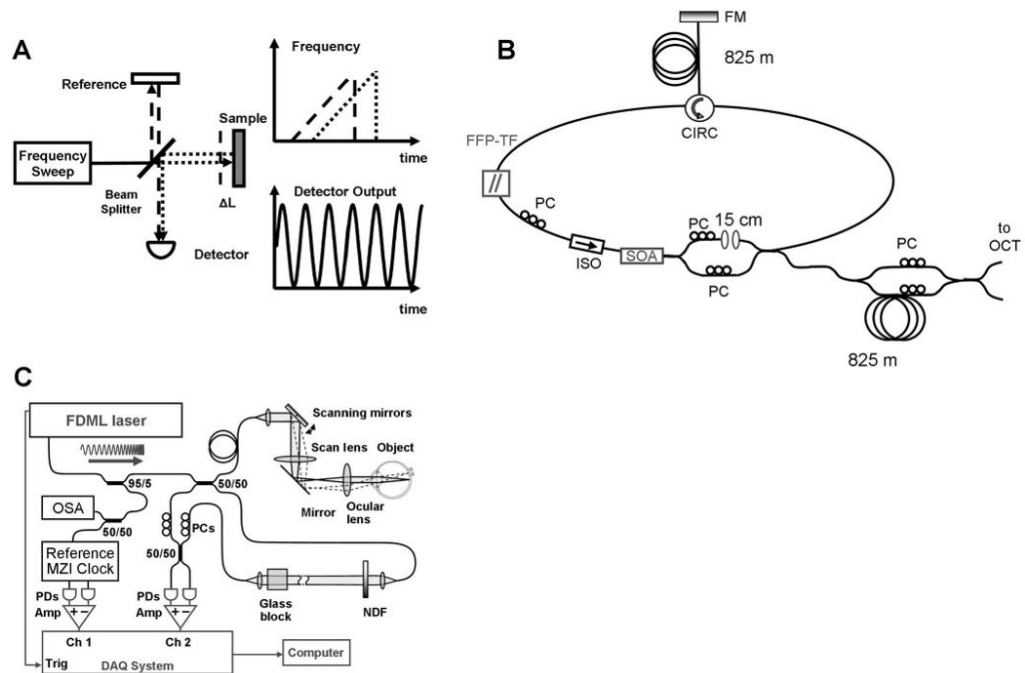 A
Reference
Frequency
Sweep
Beam
Splitter
Sample
ΔL
Detector
Frequency
time
Detector Output
time
B
FM
825 m
CIRC
FFP-TF
//
PC
ISO
SOA
PC
15 cm
PC
PC
to
OCT
825 m
C
FDML laser
95/5
50/50
OSA
50/50
Reference
MZI Clock
PDs
Amp
+ −
Ch 1
PCs
50/50
PDs
Amp
+ −
Ch 2
Trig
DAQ System
Computer
Scanning mirrors
Scan lens
Object
Mirror
Ocular
lens
Glass
block
NDF